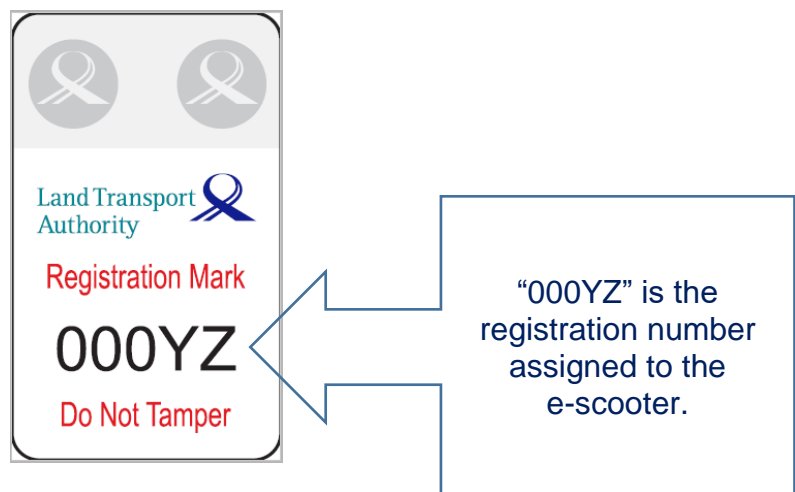 Land Transport
Authority
Registration Mark
000YZ
Do Not Tamper
“000YZ” is the
registration number
assigned to the
e-scooter.